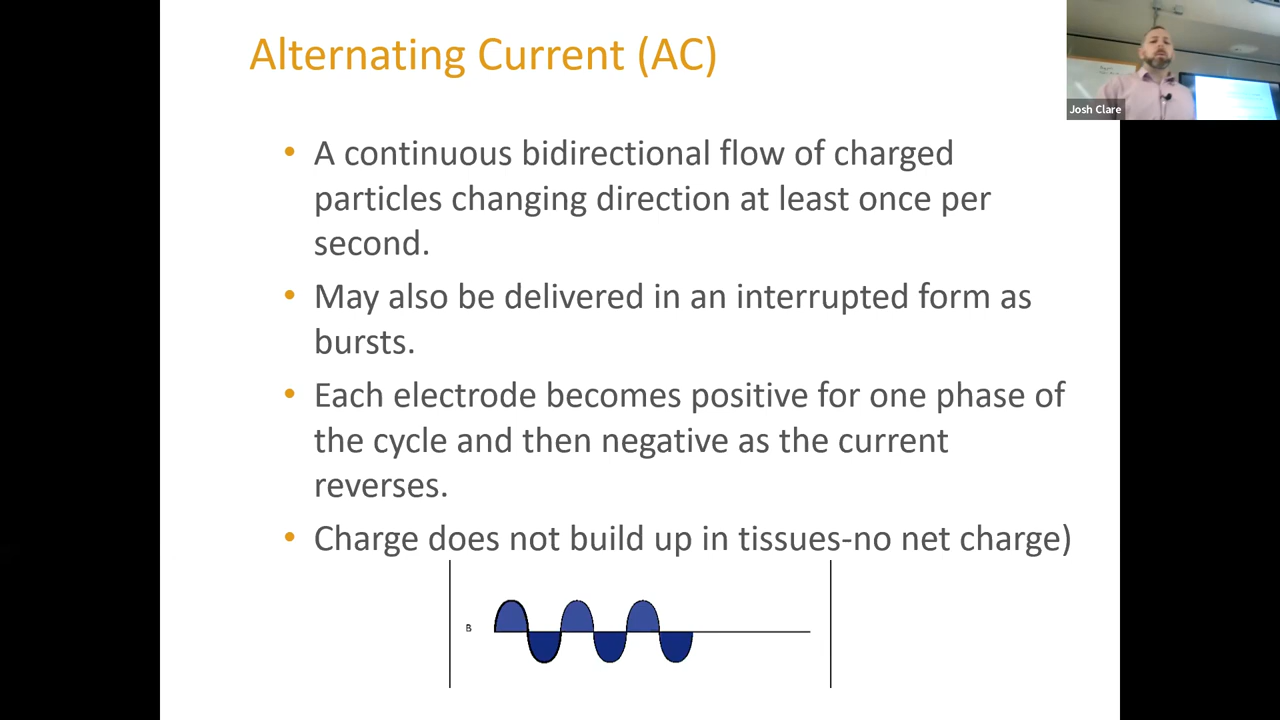 Alternating Current (AC)
Josh Clare
• A continuous bidirectional flow of charged
particles changing direction at least once per
second.
• May also be delivered in an interrupted form as
bursts.
• Each electrode becomes positive for one phase of
the cycle and then negative as the current
reverses.
• Charge does not build up in tissues-no net charge)
B